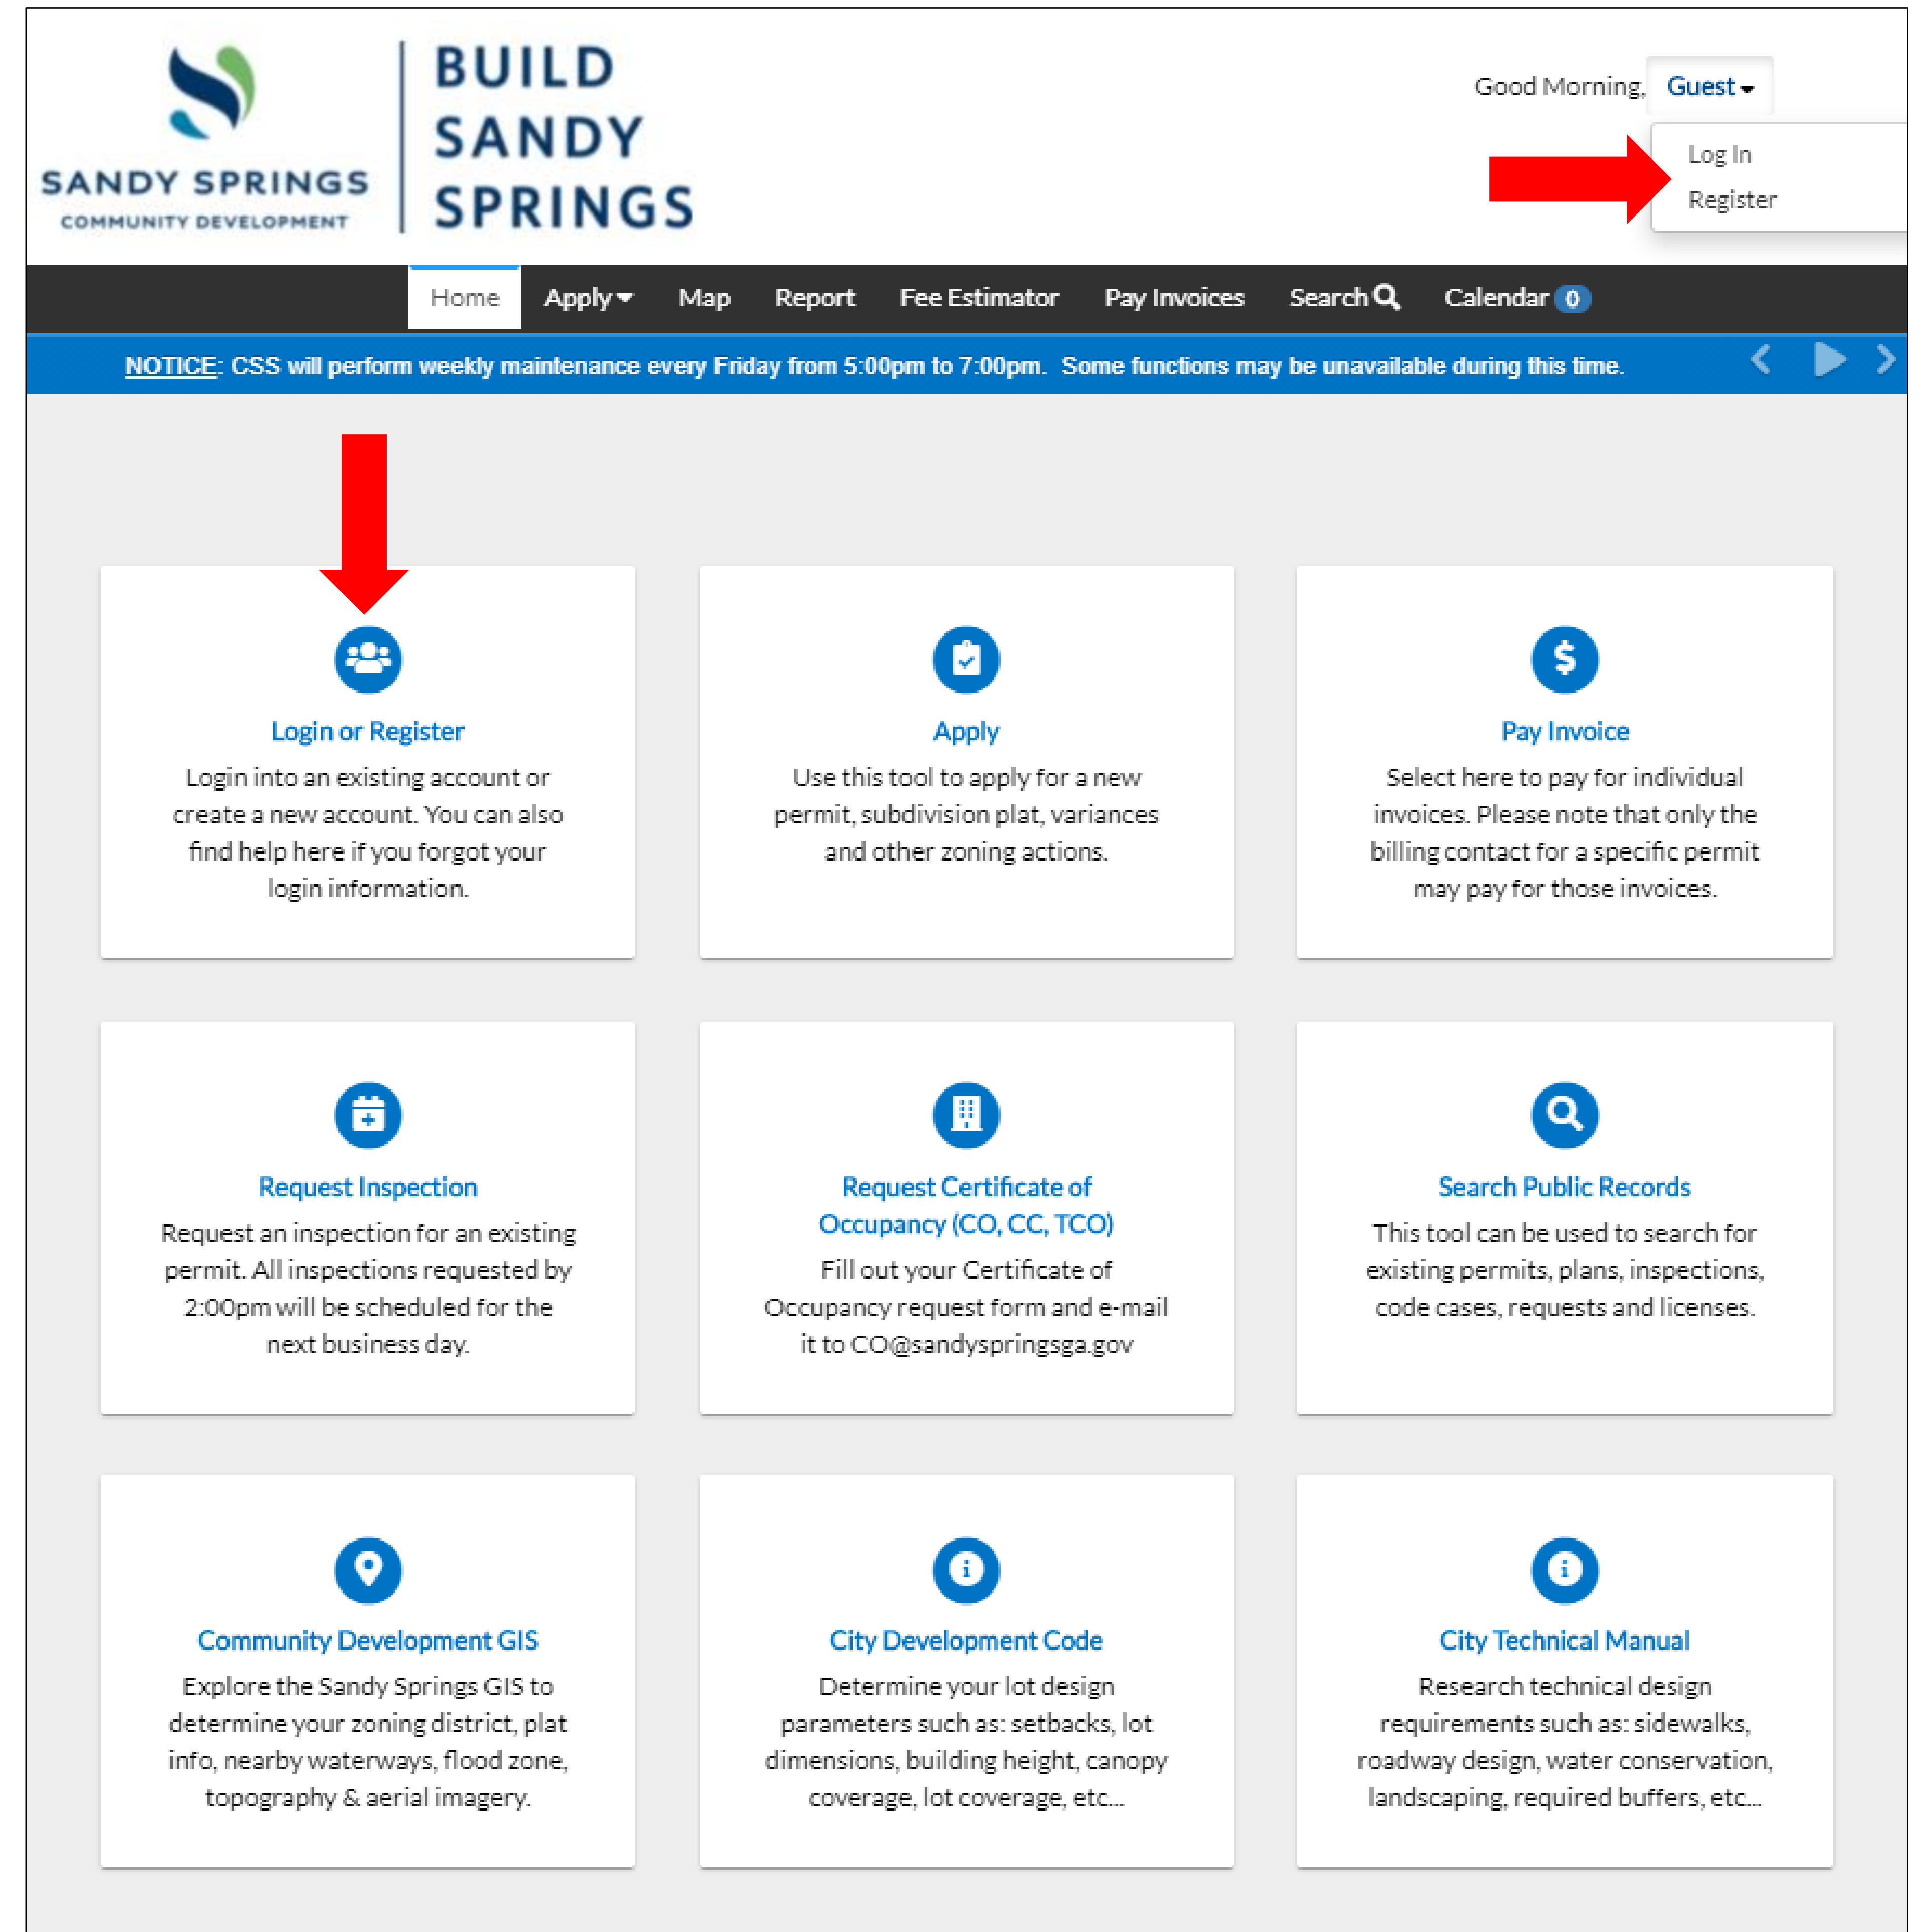 BUILD
SANDY
SPRINGS
SANDY SPRINGS
COMMUNITY DEVELOPMENT
Good Morning, Guest
Log In
Register
Home Apply Map Report Fee Estimator Pay Invoices Search Calendar 0
NOTICE: CSS will perform weekly maintenance every Friday from 5:00pm to 7:00pm. Some functions may be unavailable during this time.
Login or Register
Login into an existing account or
create a new account. You can also
find help here if you forgot your
login information.
Apply
Use this tool to apply for a new
permit, subdivision plat, variances
and other zoning actions.
Pay Invoice
Select here to pay for individual
invoices. Please note that only the
billing contact for a specific permit
may pay for those invoices.
Request Inspection
Request an inspection for an existing
permit. All inspections requested by
2:00pm will be scheduled for the
next business day.
Request Certificate of
Occupancy (CO, CC, TCO)
Fill out your Certificate of
Occupancy request form and e-mail
it to CO@sandyspringsga.gov
Search Public Records
This tool can be used to search for
existing permits, plans, inspections,
code cases, requests and licenses.
Community Development GIS
Explore the Sandy Springs GIS to
determine your zoning district, plat
info, nearby waterways, flood zone,
topography & aerial imagery.
City Development Code
Determine your lot design
parameters such as: setbacks, lot
dimensions, building height, canopy
coverage, lot coverage, etc...
City Technical Manual
Research technical design
requirements such as: sidewalks,
roadway design, water conservation,
landscaping, required buffers, etc...